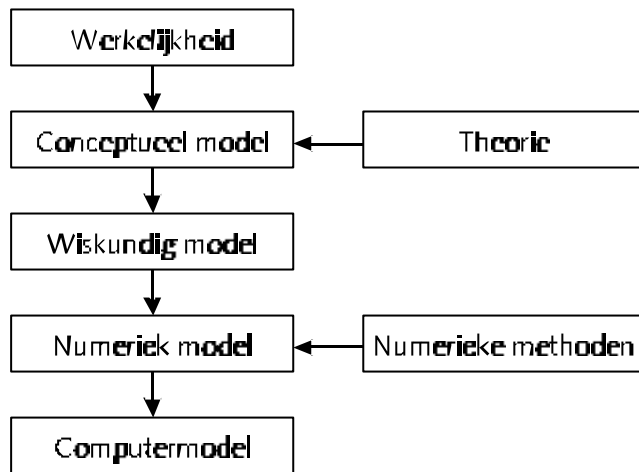 Werkelijkheid
Conceptueel model
Theorie
Wiskundig model
Numeriek model
Numerieke methoden
Computermodel